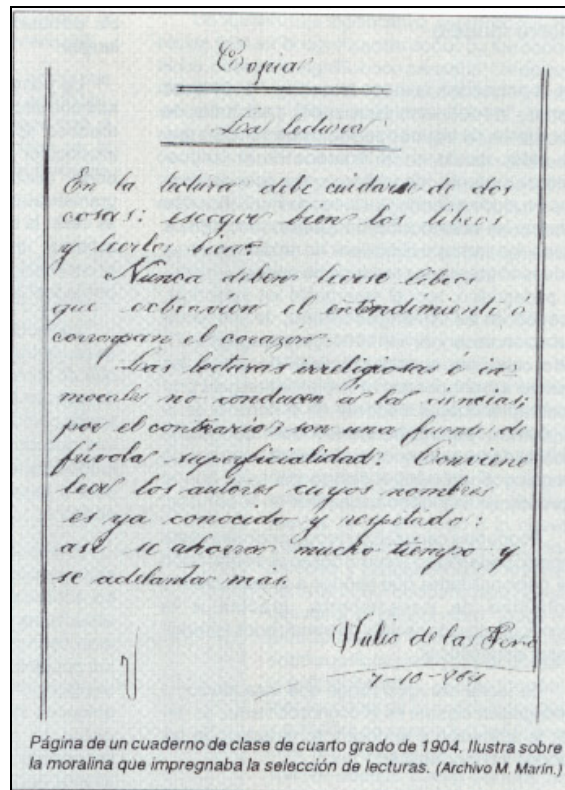 Copia
La lectura
En la lectura debe cuidarse de dos
cosas: escoger bien los libros
y leerlos bien.
Nunca deben leerse libros
que extravíen el entendimiento ó
corrompan el corazón.
Las lecturas irreligiosas é in-
morales no conducen á la ciencias;
por el contrario, son una fuente de
frívola superficialidad. Conviene
leer los autores cuyos nombres
es ya conocido y respetado:
así se ahorra mucho tiempo y
se adelanta más.
Julio de las
7-10-904
Página de un cuaderno de clase de cuarto grado de 1904. Ilustra sobre
la moralina que impregnaba la selección de lecturas. (Archivo M. Marín.)